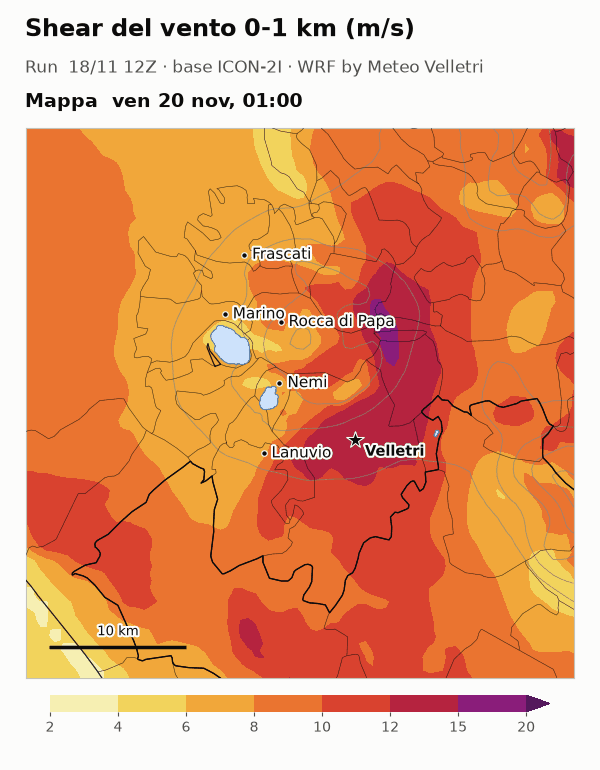 Shear del vento 0-1 km (m/s)
Run  18/11 12Z · base ICON-2I · WRF by Meteo Velletri
Mappa  ven 20 nov, 01:00
Frascati
Marino
Rocca di Papa
Nemi
Velletri
Lanuvio
10 km
2 4 6 8 10 12 15 20